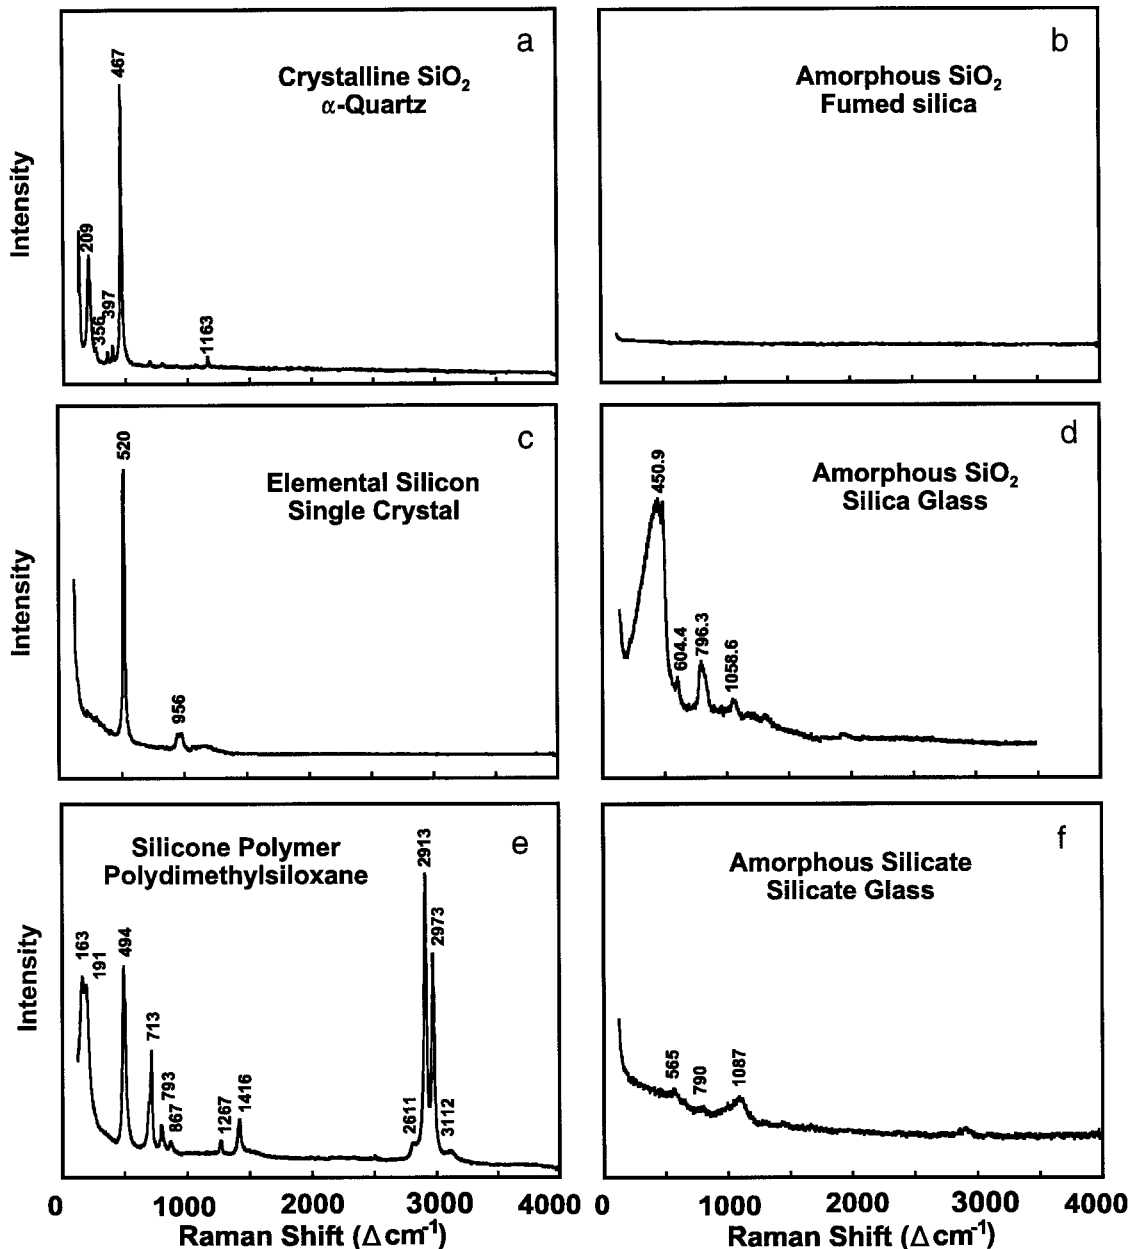 a
Crystalline SiO₂
α-Quartz
467
209
356
397
1163
Intensity
b
Amorphous SiO₂
Fumed silica
c
Elemental Silicon
Single Crystal
520
956
Intensity
d
Amorphous SiO₂
Silica Glass
450.9
604.4
796.3
1058.6
e
Silicone Polymer
Polydimethylsiloxane
163
191
494
713
793
867
1267
1416
2611
2913
2973
3112
Intensity
0 1000 2000 3000 4000
Raman Shift (Δ cm⁻¹)
f
Amorphous Silicate
Silicate Glass
565
790
1087
0 1000 2000 3000 4000
Raman Shift (Δ cm⁻¹)